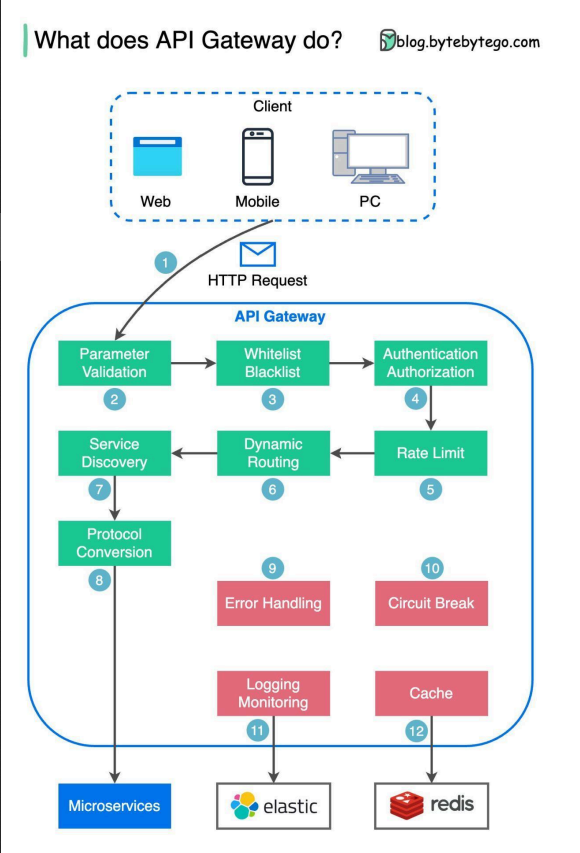 What does API Gateway do?
blog.bytebytego.com
Client
Web
Mobile
PC
1
HTTP Request
API Gateway
Parameter
Validation
2
Whitelist
Blacklist
3
Authentication
Authorization
4
Service
Discovery
7
Dynamic
Routing
6
Rate Limit
5
Protocol
Conversion
8
9
Error Handling
10
Circuit Break
Logging
Monitoring
11
Cache
12
Microservices
elastic
redis